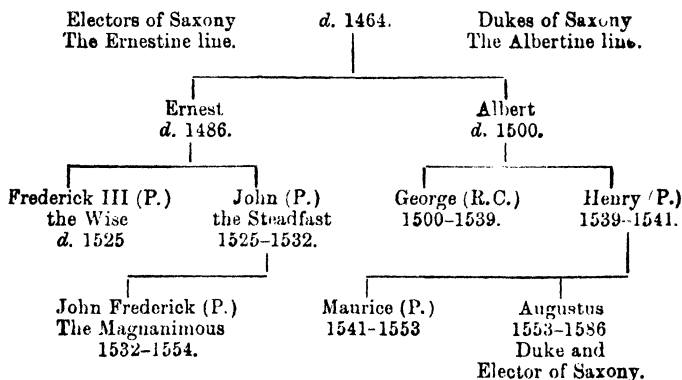 Electors of Saxony
The Ernestine line.
d. 1464.
Dukes of Saxony
The Albertine line.
Ernest
d. 1486.
Albert
d. 1500.
Frederick III (P.)
the Wise
d. 1525
John (P.)
the Steadfast
1525-1532.
George (R.C.)
1500-1539.
Henry (P.)
1539-1541.
John Frederick (P.)
The Magnanimous
1532-1554.
Maurice (P.)
1541-1553
Augustus
1553-1586
Duke and
Elector of Saxony.